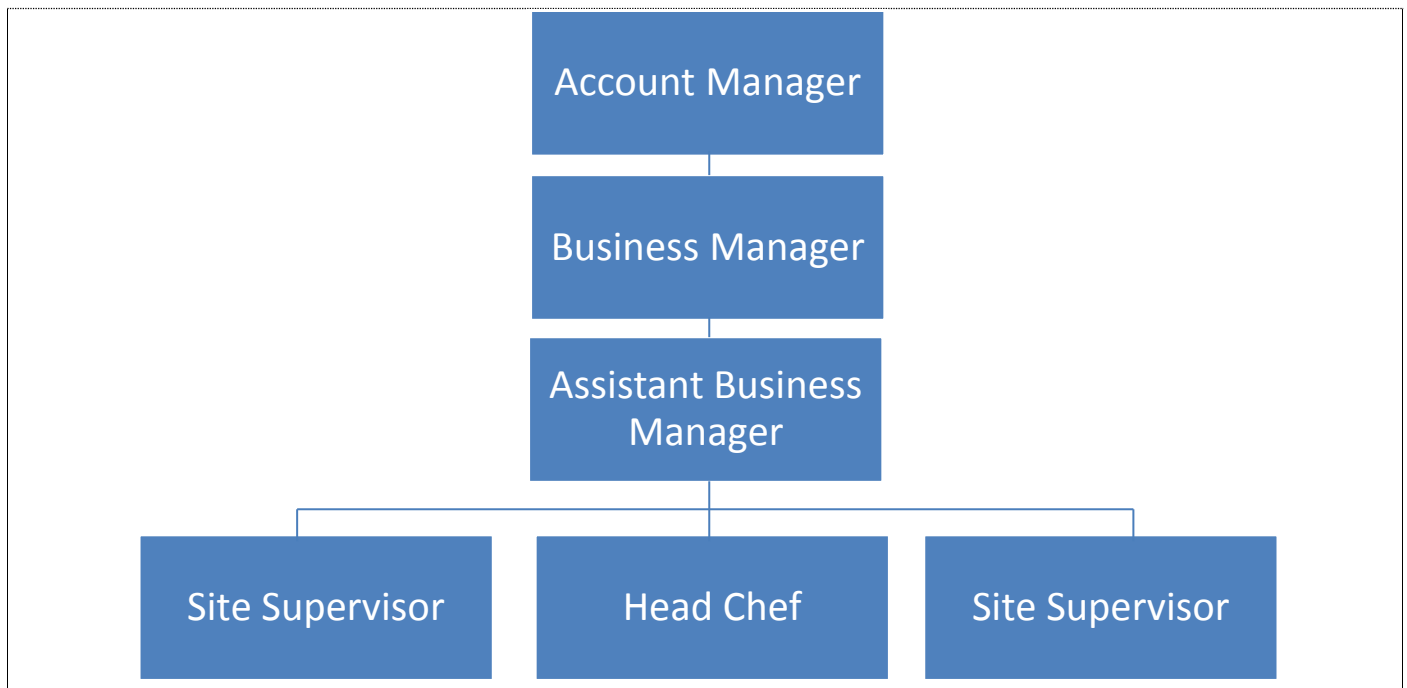 Account Manager
Business Manager
Assistant Business
Manager
Site Supervisor
Head Chef
Site Supervisor